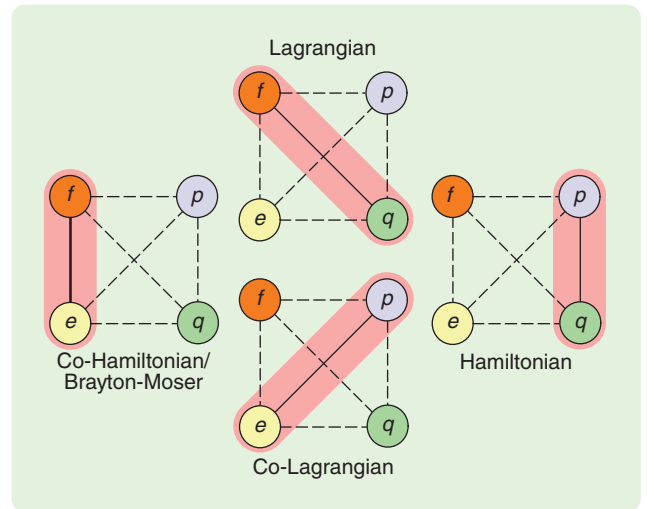 Lagrangian
f p
e q
f p
e q
Co-Hamiltonian/
Brayton-Moser
f p
e q
Hamiltonian
f p
e q
Co-Lagrangian